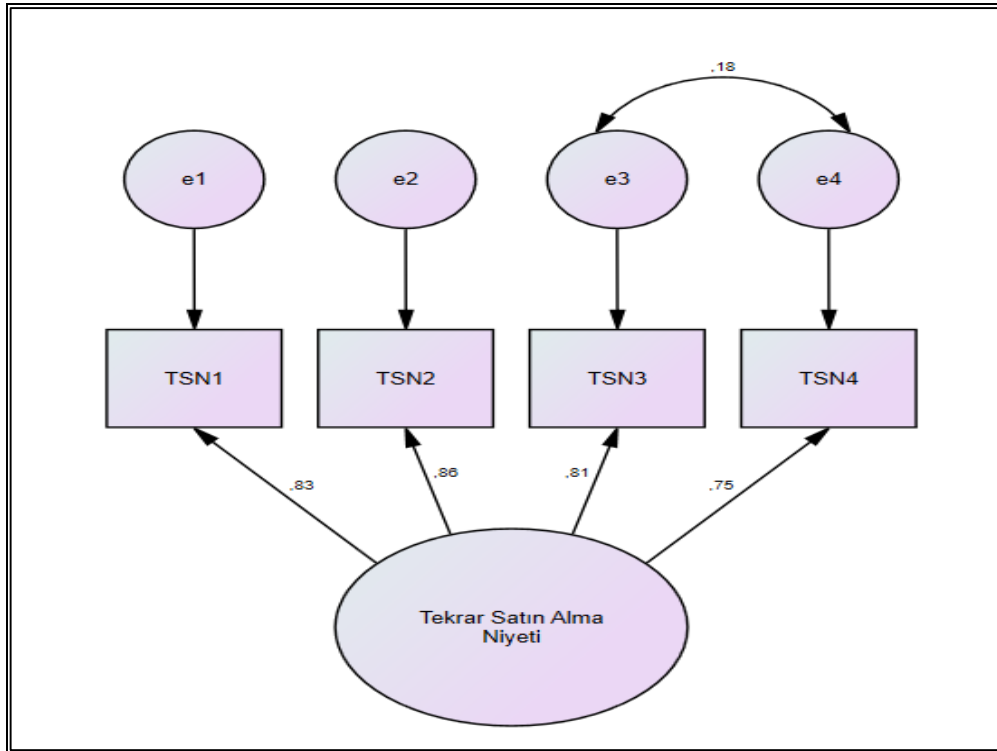 ,18
e1
e2
e3
e4
TSN1
TSN2
TSN3
TSN4
,83
,86
,81
,75
Tekrar Satın Alma
Niyeti